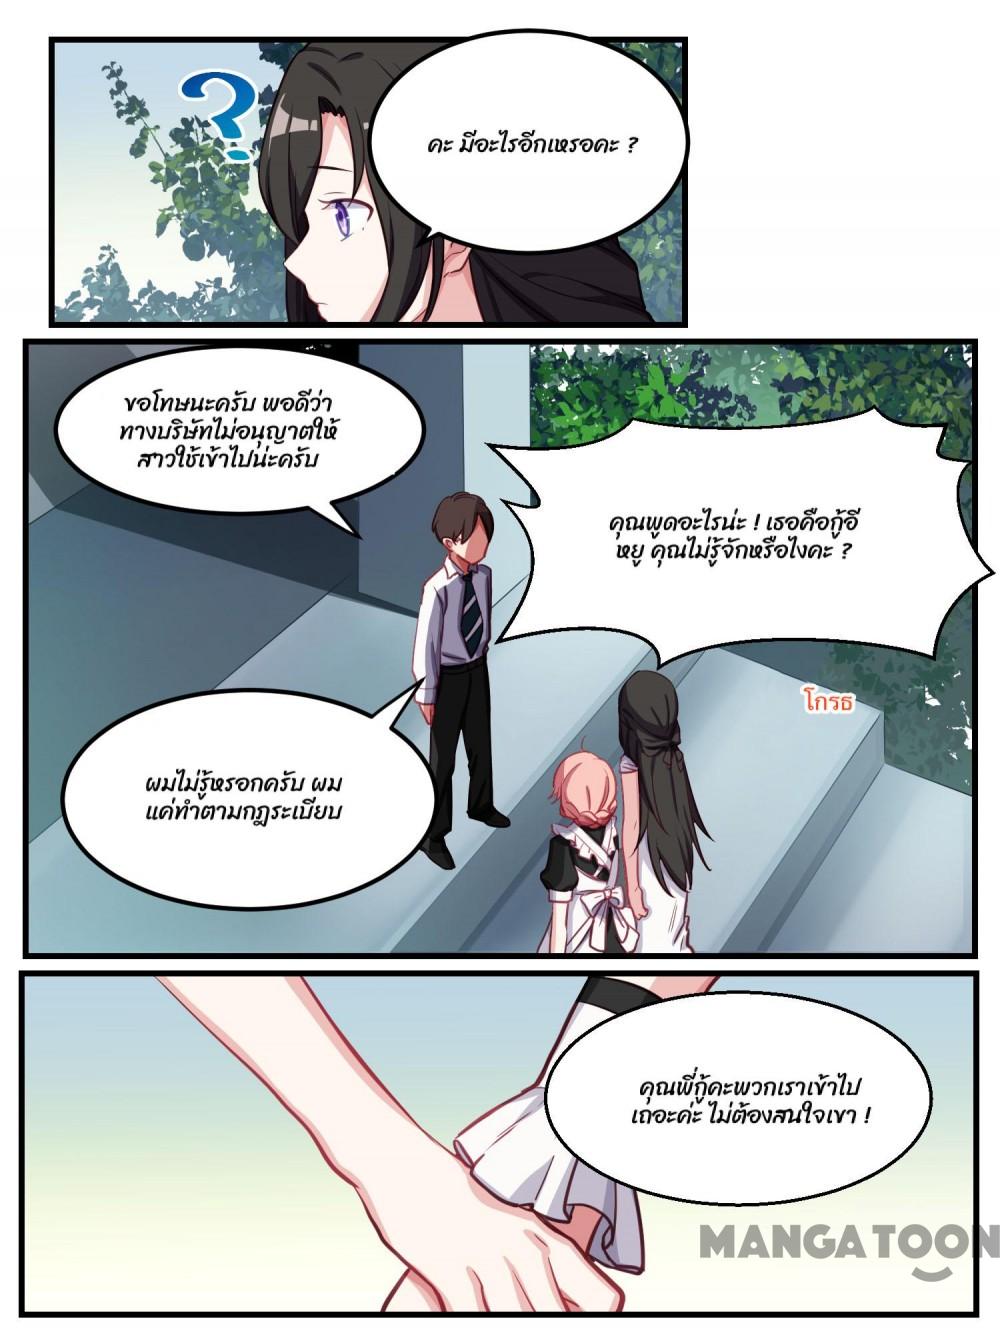 ?
คะ มีอะไรอีกเหรอคะ ?
ขอโทษนะครับ พอดีว่า
ทางบริษัทไม่อนุญาตให้
สาวใช้เข้าไปน่ะครับ
คุณพูดอะไรน่ะ ! เธอคือกู้อี
หยู คุณไม่รู้จักหรือไงคะ ?
โกรธ
ผมไม่รู้หรอกครับ ผม
แค่ทำตามกฎระเบียบ
คุณพี่กู้คะพวกเราเข้าไป
เถอะค่ะ ไม่ต้องสนใจเขา !
MANGATOON